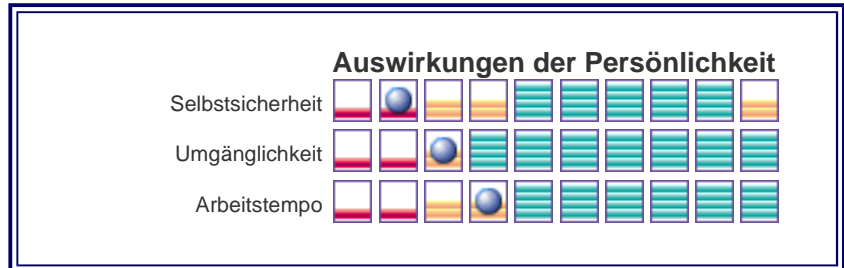 Auswirkungen der Persönlichkeit
Selbstsicherheit
Umgänglichkeit
Arbeitstempo